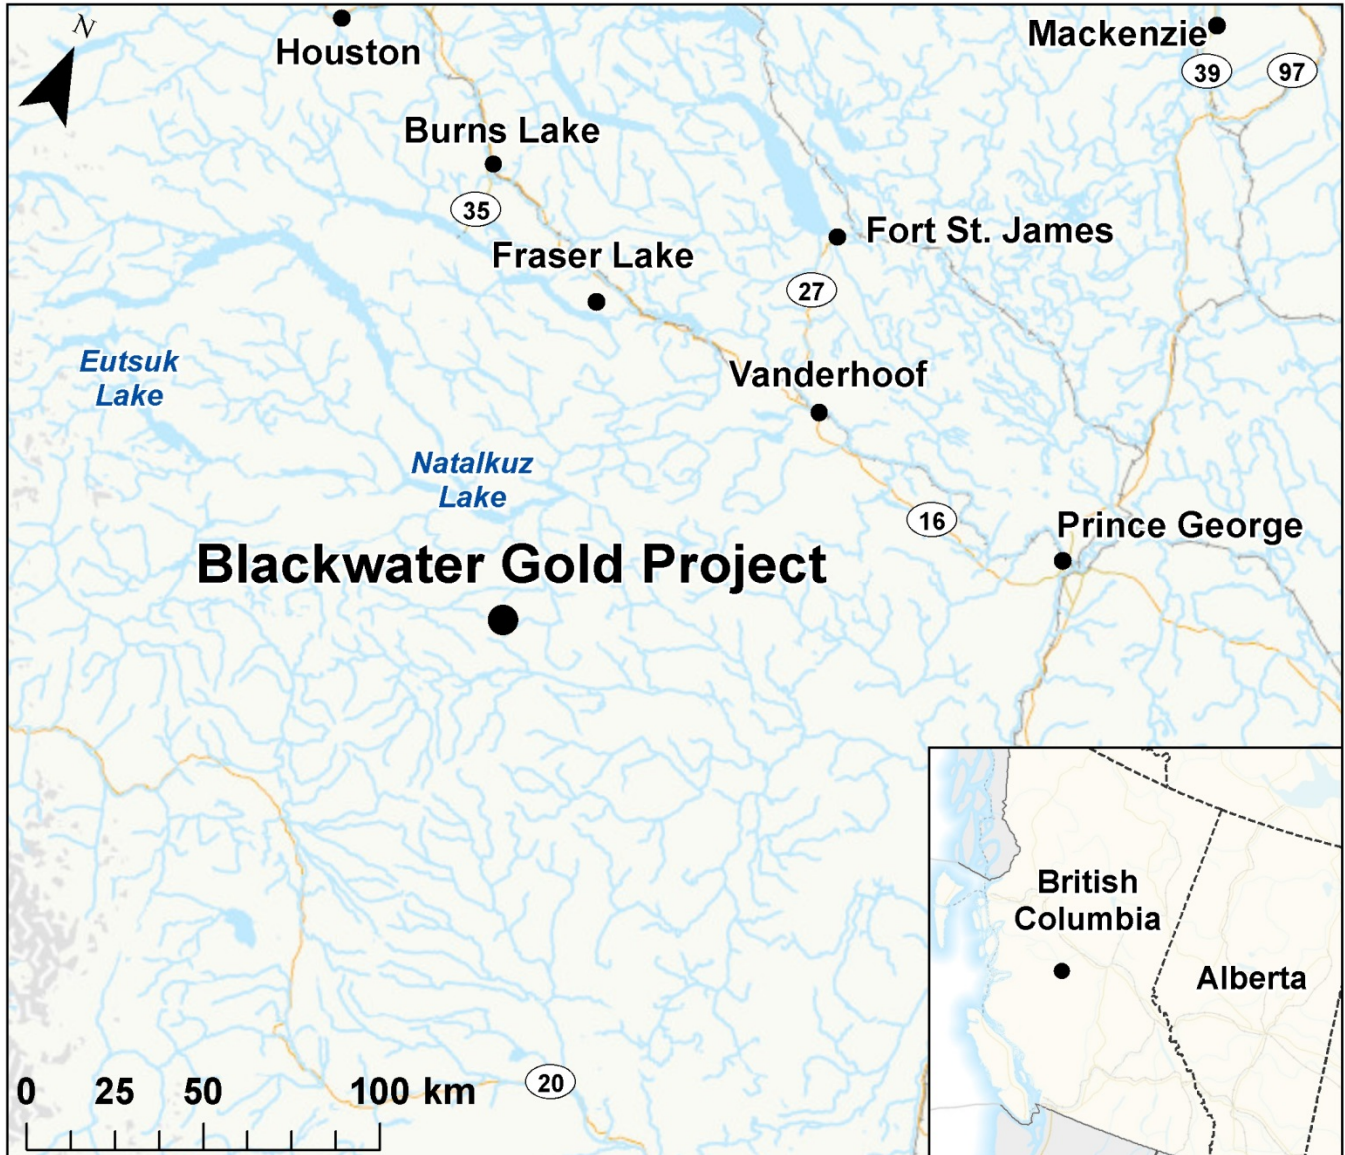 N
Houston
Mackenzie
39
97
Burns Lake
35
Fort St. James
Fraser Lake
27
Eutsuk
Lake
Vanderhoof
Natalkuz
Lake
16
Prince George
Blackwater Gold Project
British
Columbia
Alberta
20
0 25 50 100 km